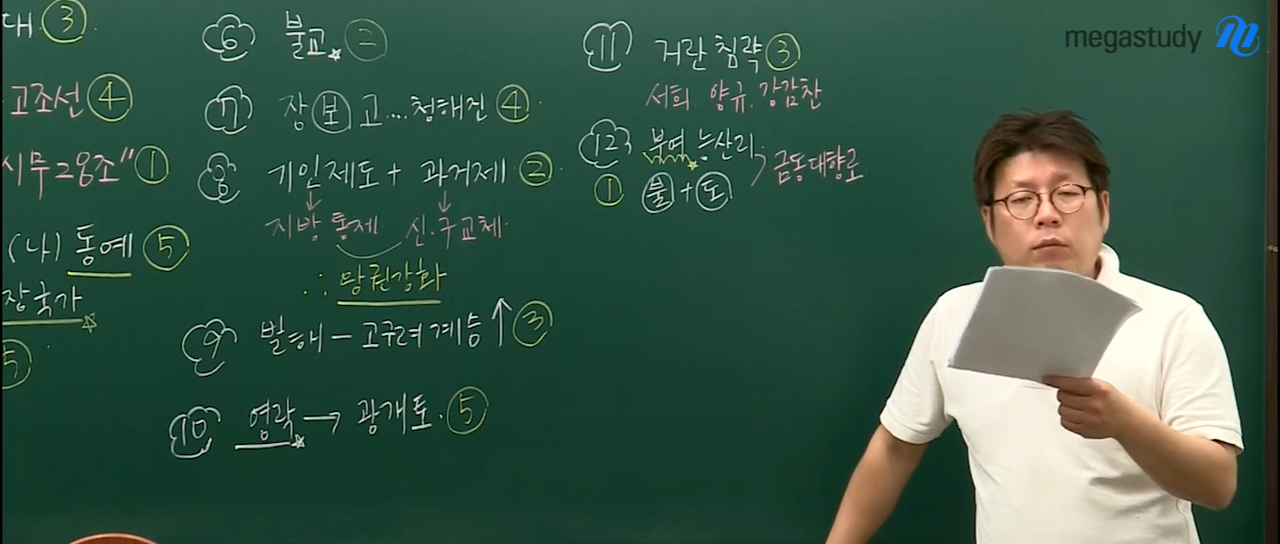 대 ③
고조선 ④
시무28조" ①
(나) 동예 ⑤
장국가
⑤
6 불교 ②
7 장보고...청해진 ④
8 기인제도 + 과거제 ②
↓ ↓
지방통제 신·구교체
∴ 왕권강화
9 발해 - 고구려 계승 ↑ ③
10 영락 → 광개토. ⑤
11 거란 침략 ③
서희. 양규. 강감찬
12 부여 능산리
① 불 + 도
금동대향로
megastudy